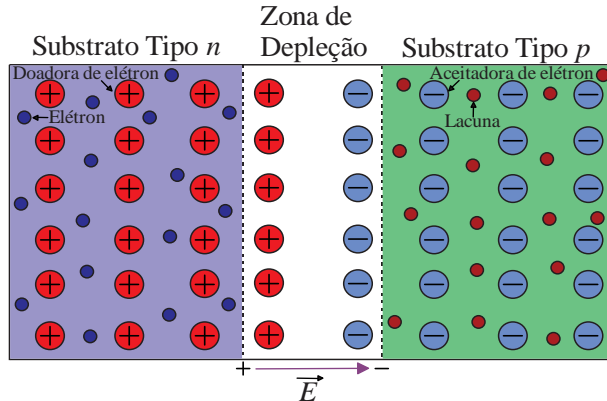 Zona de
Depleção
Substrato Tipo n
Substrato Tipo p
Doadora de elétron
Elétron
Aceitadora de elétron
Lacuna
+ −
E